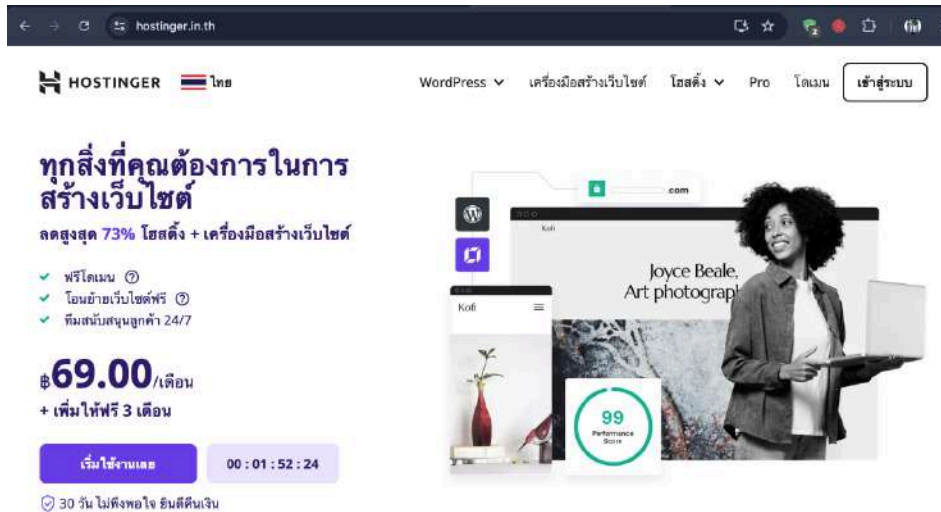 hostinger.in.th
HOSTINGER ไทย
WordPress เครื่องมือสร้างเว็บไซต์ โฮสติ้ง Pro โดเมน เข้าสู่ระบบ
ทุกสิ่งที่คุณต้องการในการ
สร้างเว็บไซต์
ลดสูงสุด 73% โฮสติ้ง + เครื่องมือสร้างเว็บไซต์
ฟรีโดเมน
โอนย้ายเว็บไซต์ฟรี
ทีมสนับสนุนลูกค้า 24/7
฿69.00/เดือน
+ เพิ่มให้ฟรี 3 เดือน
เริ่มใช้งานเลย 00 : 01 : 52 : 24
30 วัน ไม่พึงพอใจ ยินดีคืนเงิน
.com
Kofi
Joyce Beale,
Art photograph
Kofi
99
Performance
Score